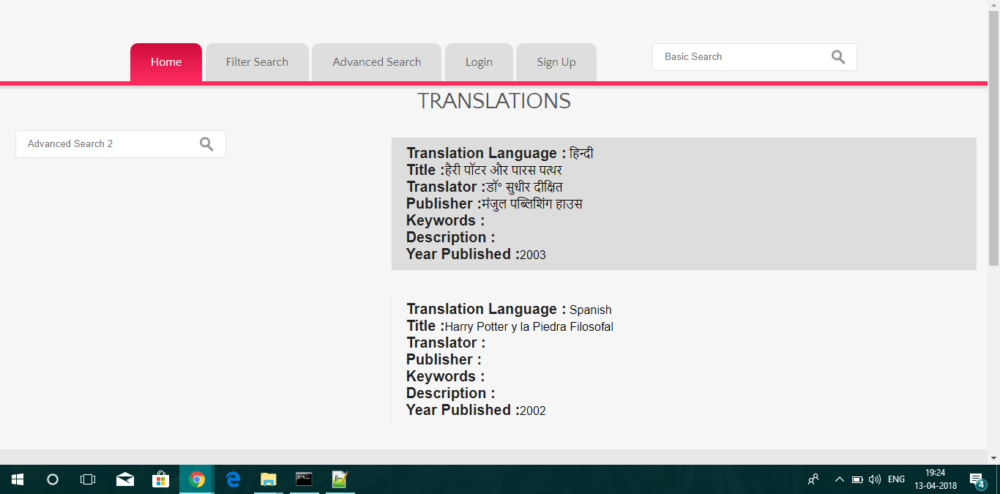 Home
Filter Search
Advanced Search
Login
Sign Up
Basic Search
TRANSLATIONS
Advanced Search 2
Translation Language : हिन्दी
Title :हैरी पॉटर और पारस पत्थर
Translator :डॉ° सुधीर दीक्षित
Publisher :मंजुल पब्लिशिंग हाउस
Keywords :
Description :
Year Published :2003
Translation Language : Spanish
Title :Harry Potter y la Piedra Filosofal
Translator :
Publisher :
Keywords :
Description :
Year Published :2002
ENG
19:24
13-04-2018
4